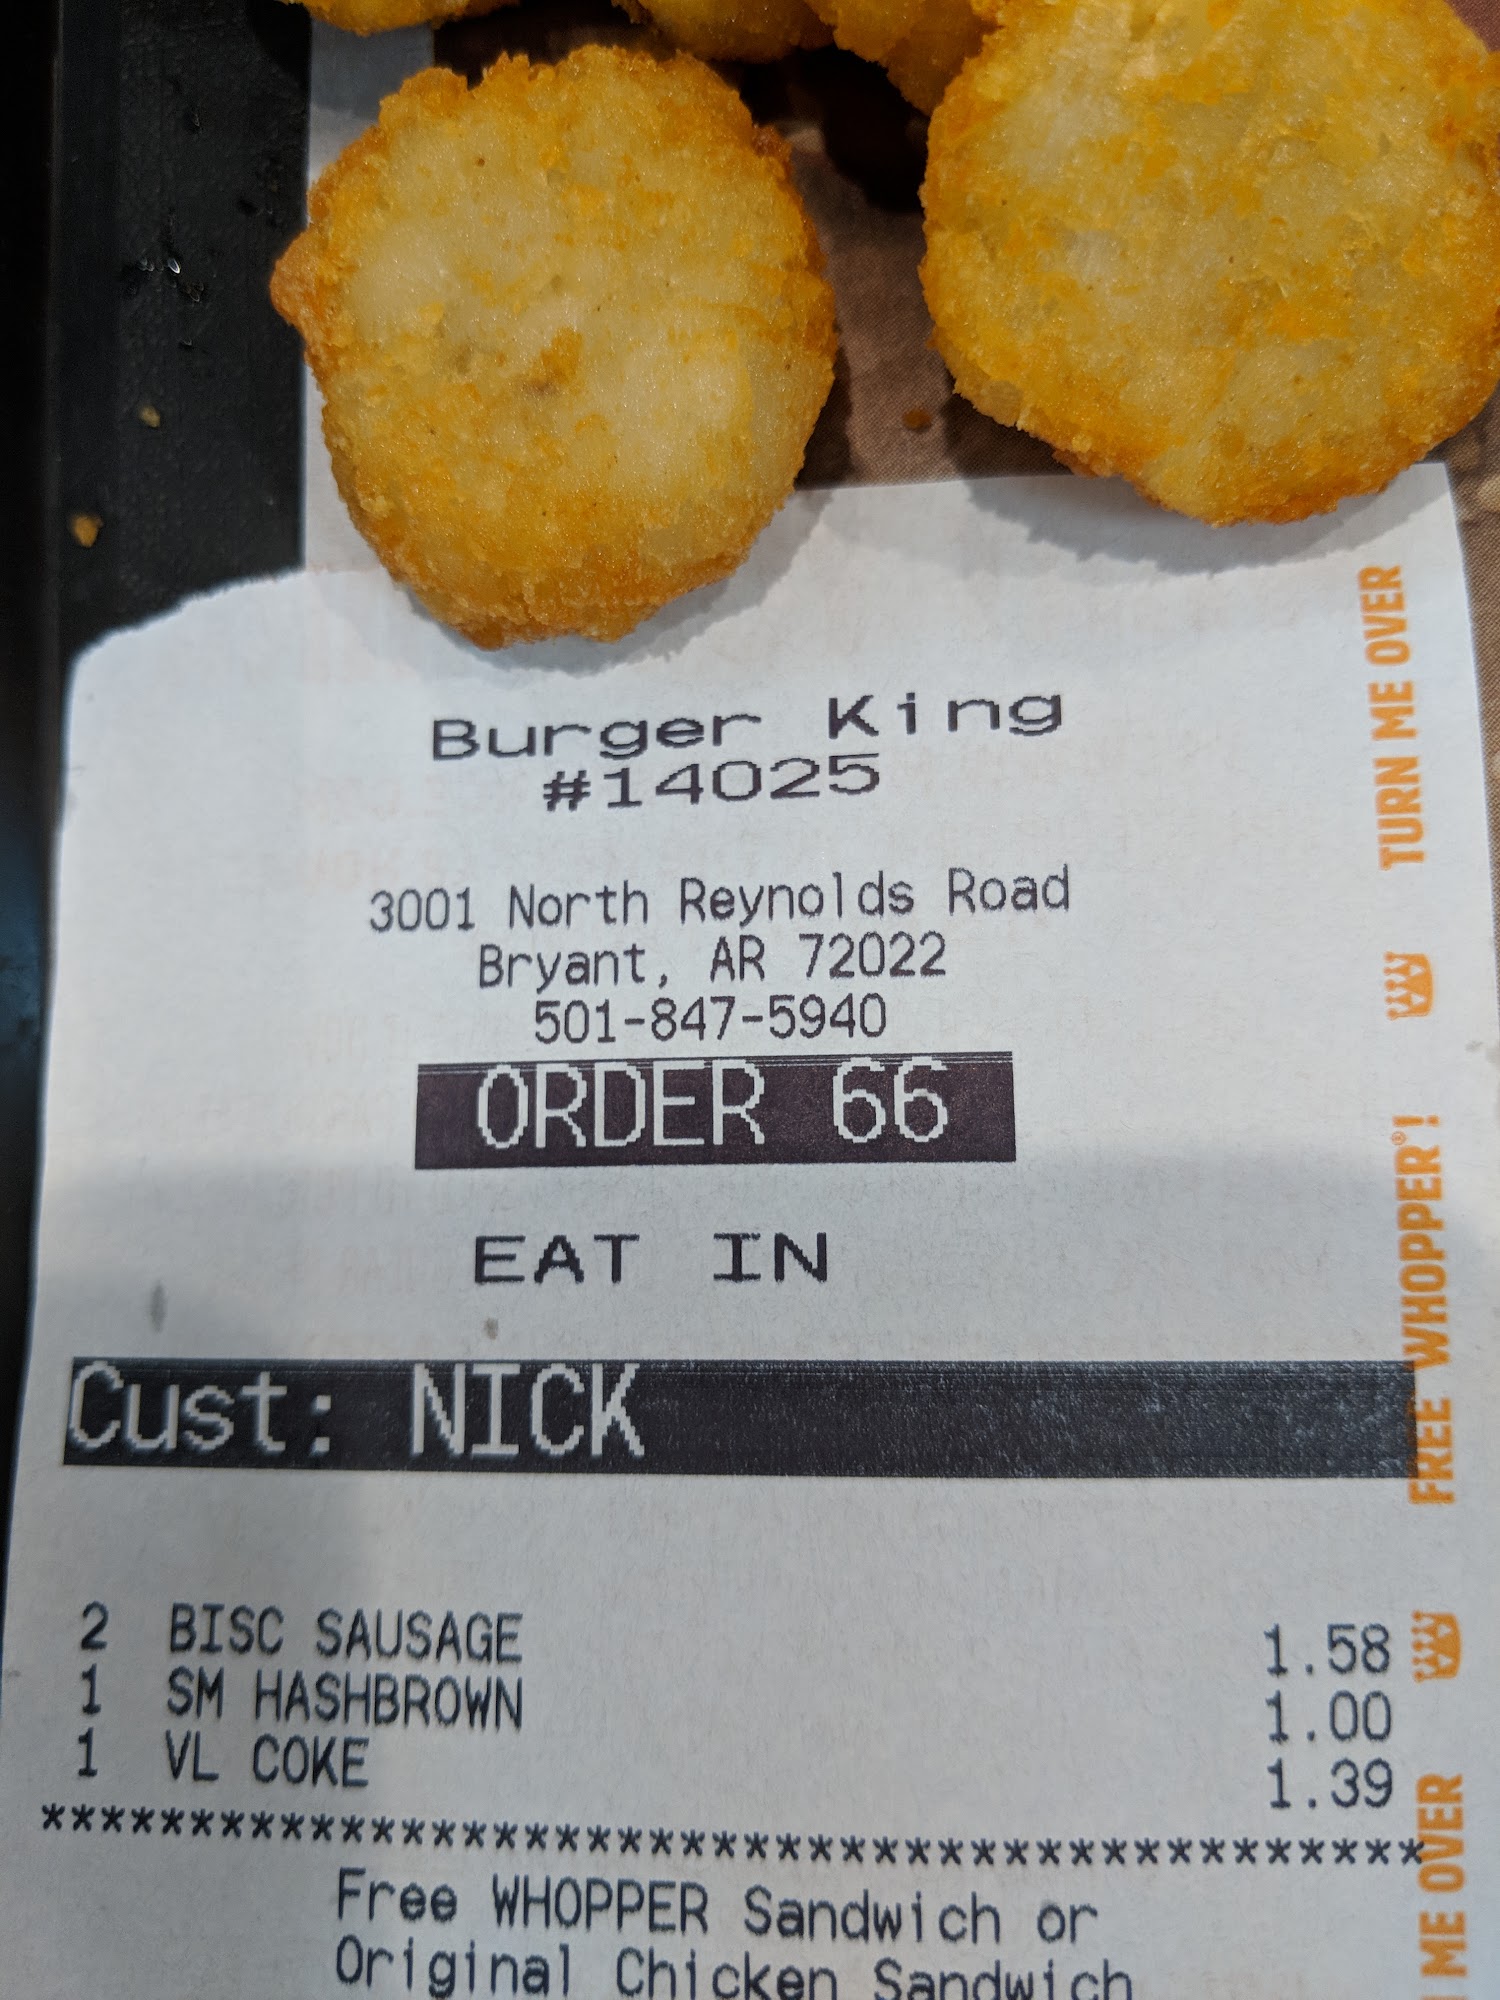 Burger King
#14025
3001 North Reynolds Road
Bryant, AR 72022
501-847-5940
ORDER 66
EAT IN
Cust: NICK
2 BISC SAUSAGE 1.58
1 SM HASHBROWN 1.00
1 VL COKE 1.39
******************************************
Free WHOPPER Sandwich or
Original Chicken Sandwich
TURN ME OVER
FREE WHOPPER®!
ME OVER